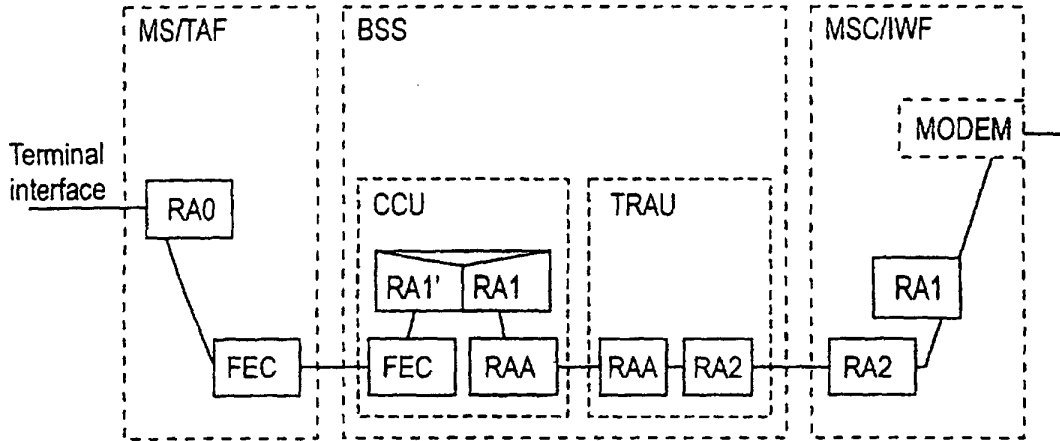 MS/TAF
BSS
MSC/IWF
MODEM
Terminal
interface
RA0
CCU
TRAU
RA1'
RA1
RA1
FEC
FEC
RAA
RAA
RA2
RA2